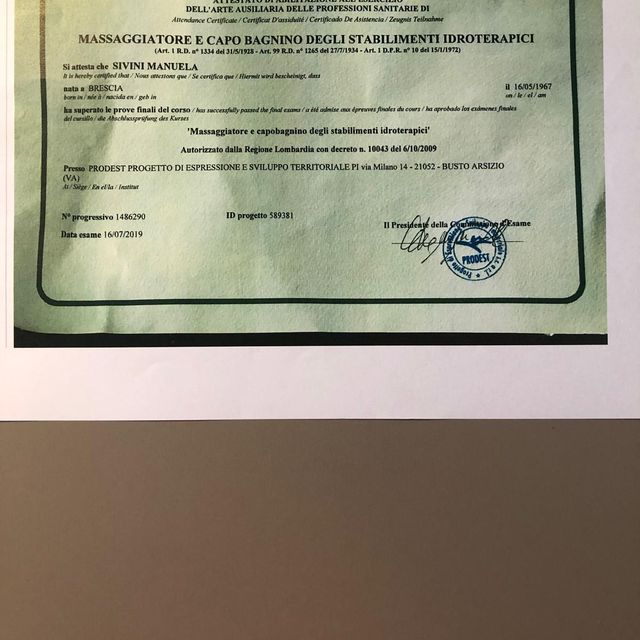 ATTESTATO DI ABILITAZIONE ALL'ESERCIZIO
DELL'ARTE AUSILIARIA DELLE PROFESSIONI SANITARIE DI
Attendance Certificate / Certificat D'assiduité / Certificado De Asistencia / Zeugnis Teilnahme
MASSAGGIATORE E CAPO BAGNINO DEGLI STABILIMENTI IDROTERAPICI
(Art. 1 R.D. n° 1334 del 31/5/1928 - Art. 99 R.D. n° 1265 del 27/7/1934 - Art. 1 D.P.R. n° 10 del 15/1/1972)
Si attesta che SIVINI MANUELA
It is hereby certified that / Nous attestons que / Se certifica que / Hiermit wird bescheinigt, dass
nata a BRESCIA il 16/05/1967
born in / née à / nacida en / geb in on / le / el / am
ha superato le prove finali del corso / has successfully passed the final exams / a été admise aux épreuves finales du cours / ha aprobado los exámenes finales
del cursillo / die Abschlussprüfung des Kurses
'Massaggiatore e capobagnino degli stabilimenti idroterapici'
Autorizzato dalla Regione Lombardia con decreto n. 10043 del 6/10/2009
Presso PRODEST PROGETTO DI ESPRESSIONE E SVILUPPO TERRITORIALE PI via Milano 14 - 21052 - BUSTO ARSIZIO
(VA)
At / Siège / En el/la / Institut
N° progressivo 1486290 ID progetto 589381
Il Presidente della Commissione d'Esame
Data esame 16/07/2019
PRODEST